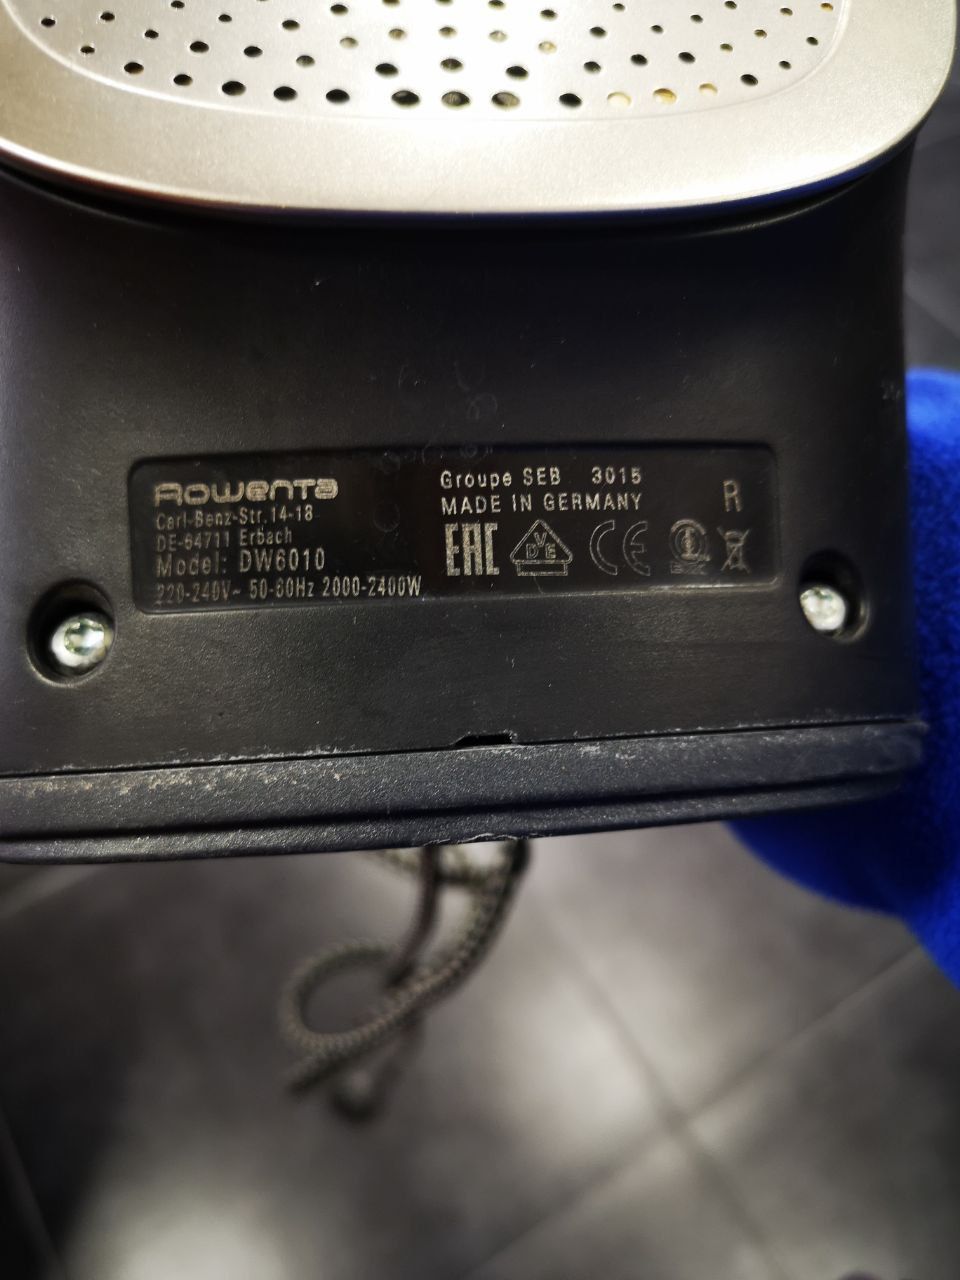 Rowenta
Carl-Benz-Str.14-18
DE-64711 Erbach
Model: DW6010
220-240V~ 50-60Hz 2000-2400W
Groupe SEB 3015
MADE IN GERMANY
R
EAC VDE CE